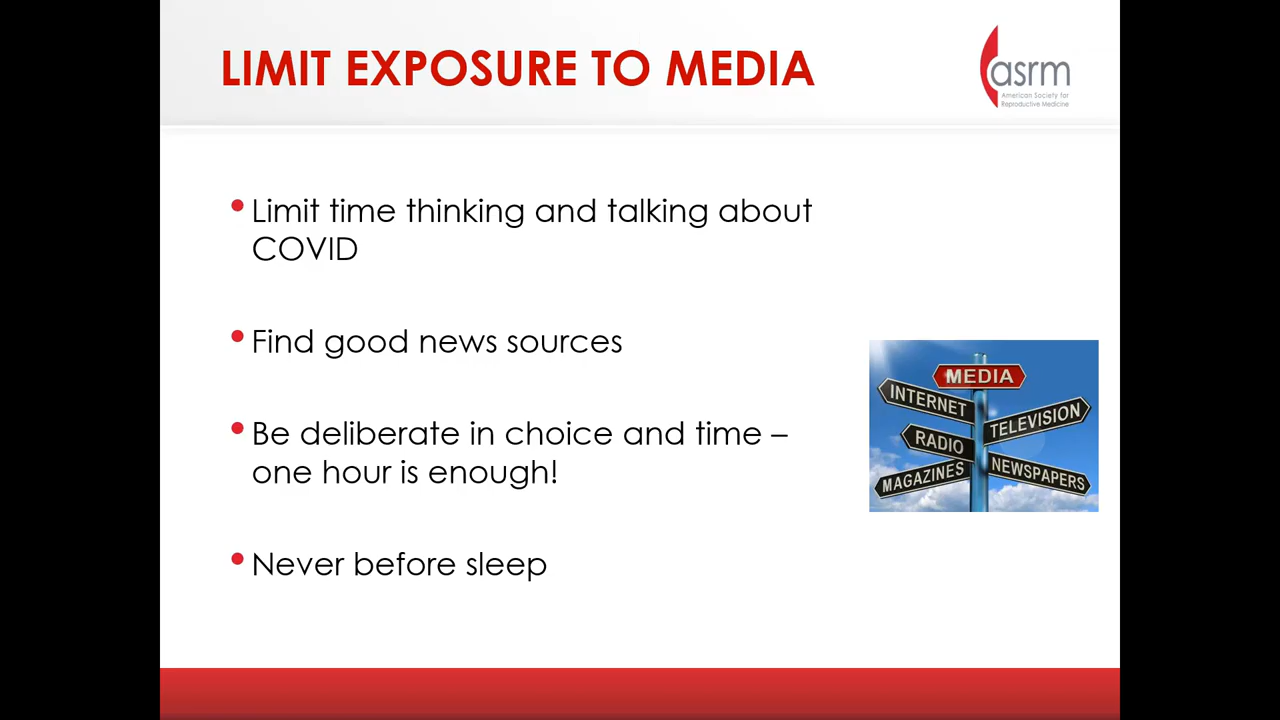 LIMIT EXPOSURE TO MEDIA
asrm
American Society for
Reproductive Medicine
•Limit time thinking and talking about
COVID
•Find good news sources
•Be deliberate in choice and time –
one hour is enough!
•Never before sleep
MEDIA
INTERNET
TELEVISION
RADIO
MAGAZINES
NEWSPAPERS